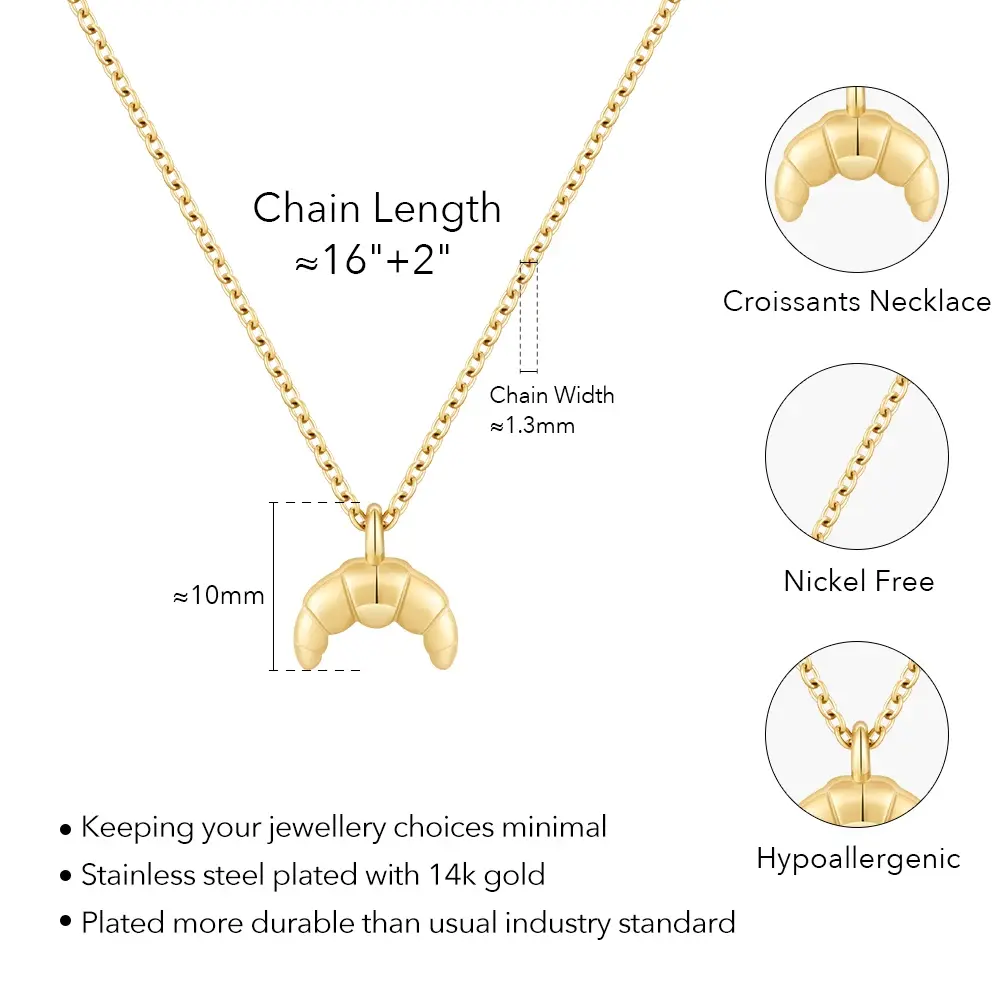 Chain Length
≈16"+2"
Chain Width
≈1.3mm
≈10mm
Croissants Necklace
Nickel Free
Hypoallergenic
• Keeping your jewellery choices minimal
• Stainless steel plated with 14k gold
• Plated more durable than usual industry standard